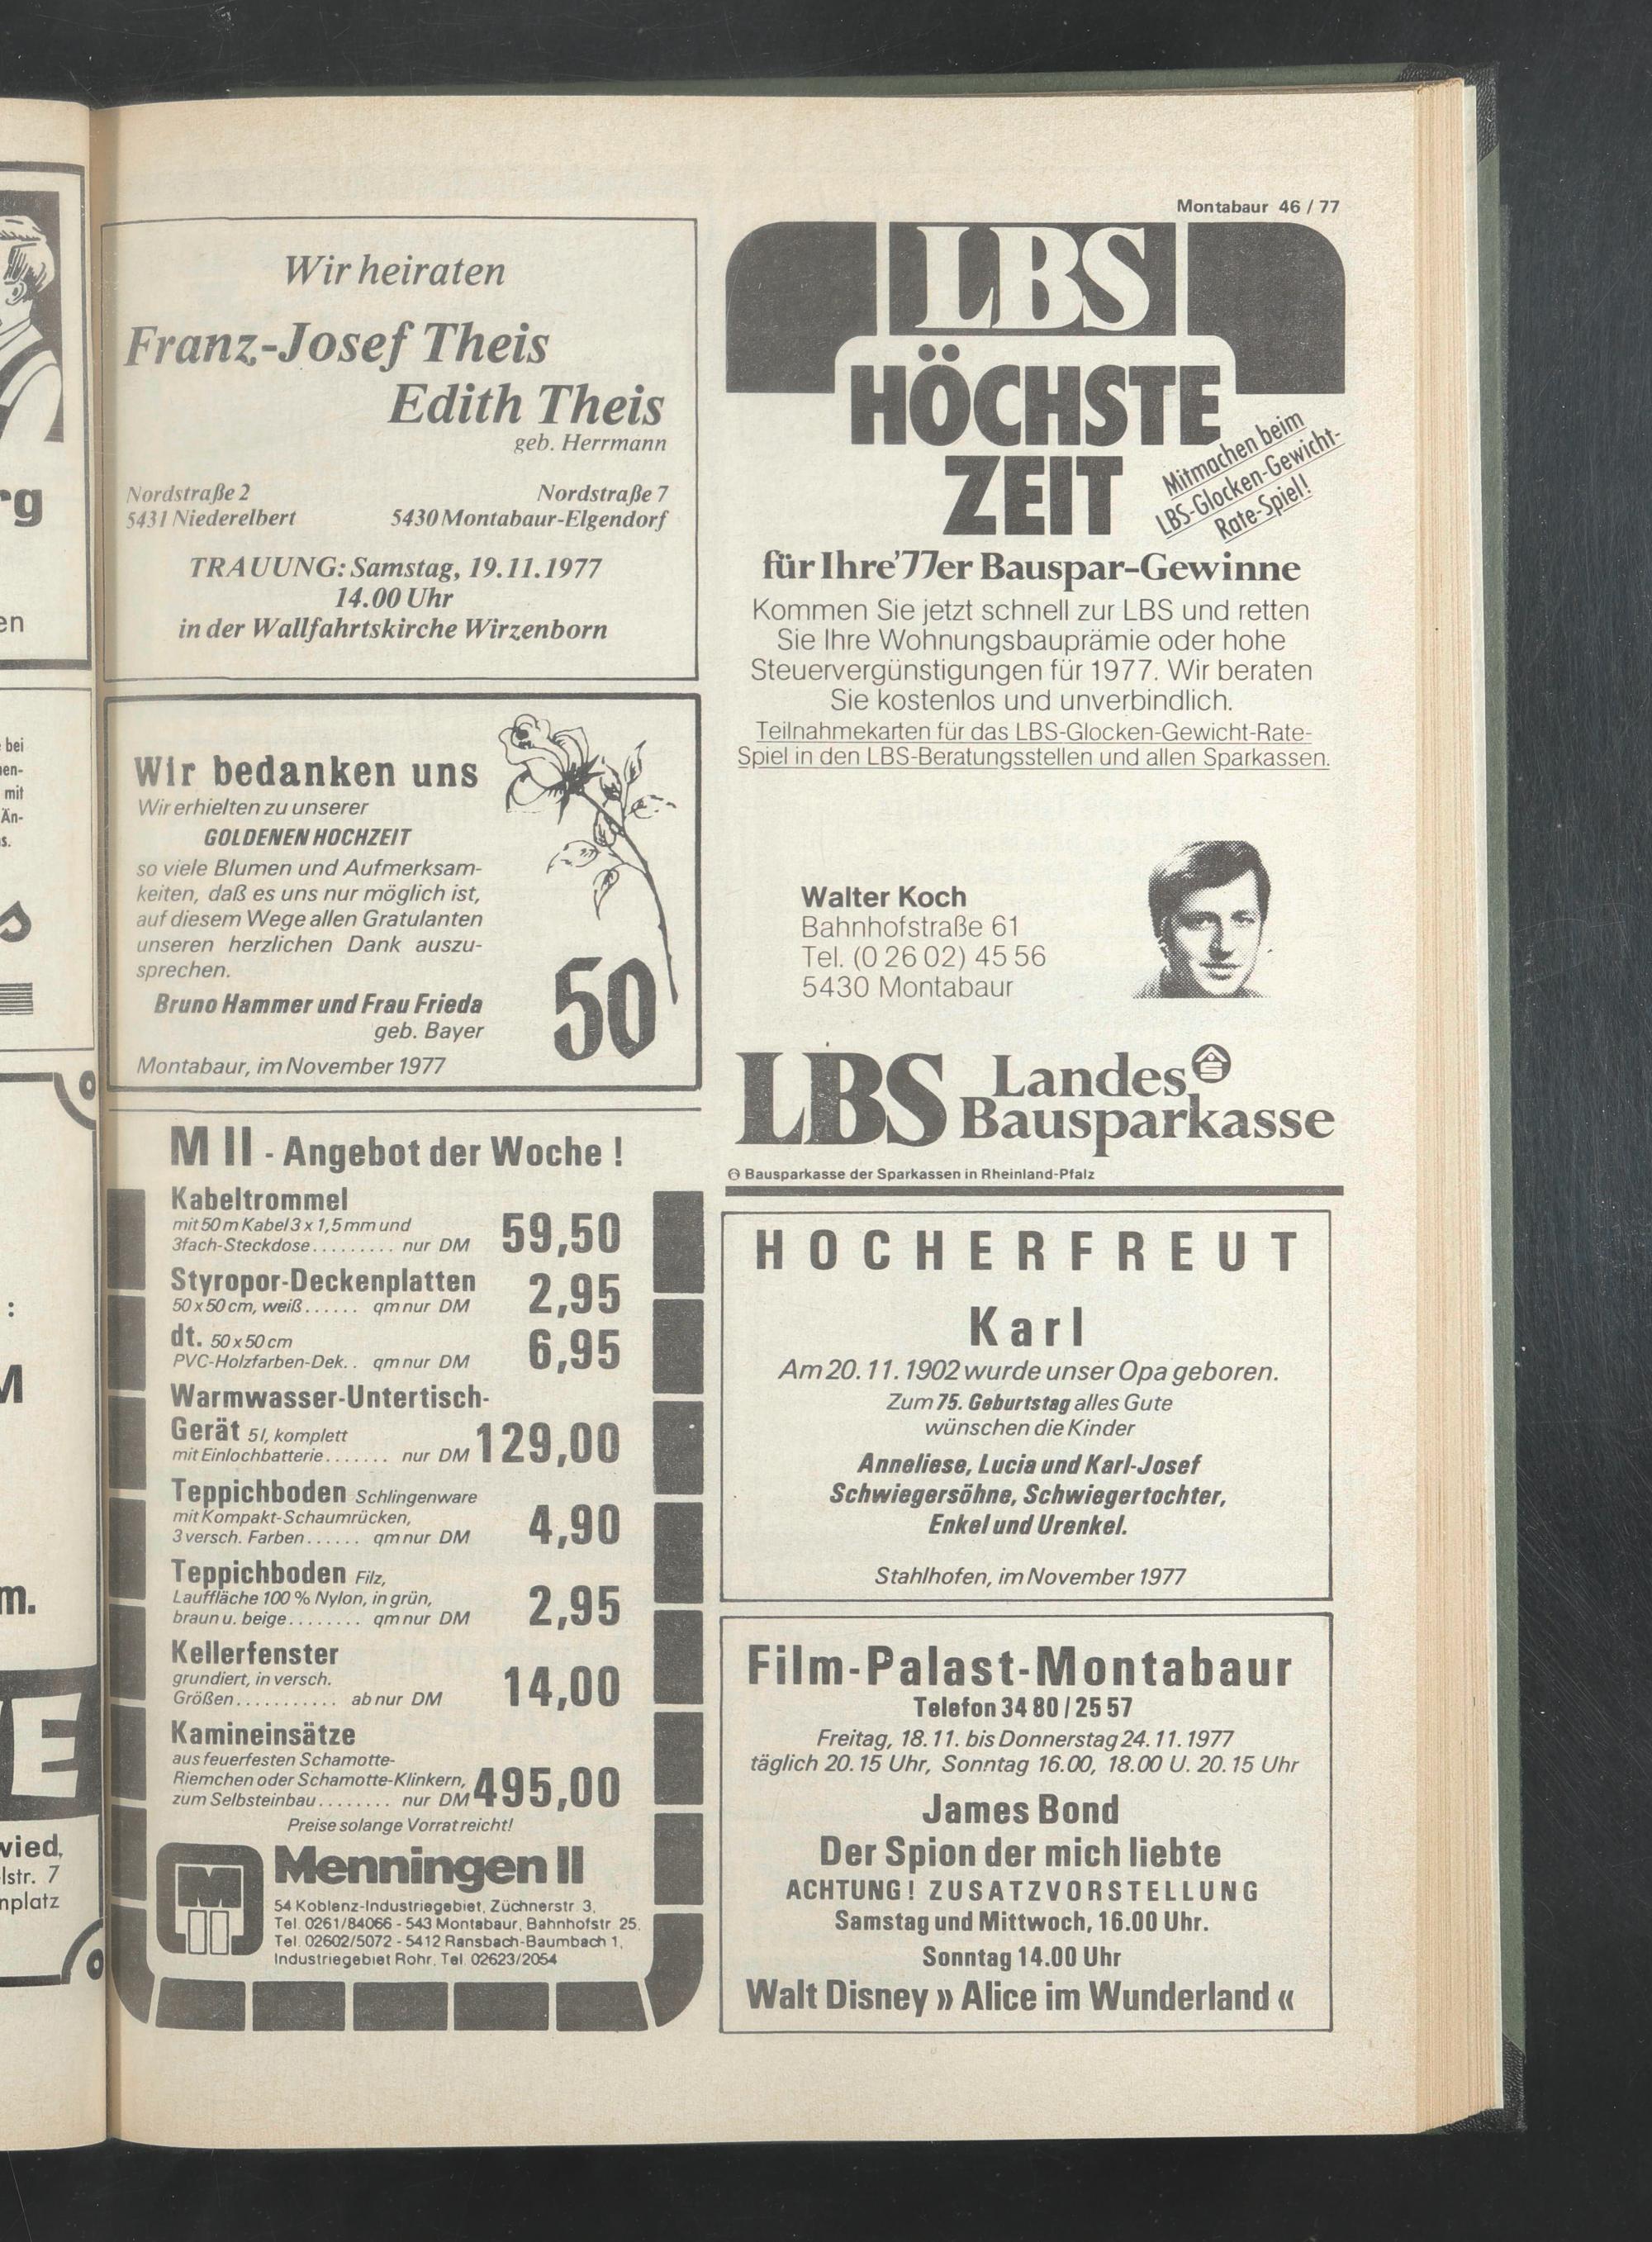 Montabaur 46 / 77
Wir heiraten
Franz-Josef Theis
Edith Theis
geb. Herrmann
Nordstraße 2
5431 Niederelbert
Nordstraße 7
5430 Montabaur-Elgendorf
TRAUUNG: Samstag, 19.11.1977
14.00 Uhr
in der Wallfahrtskirche Wirzenborn
Wir bedanken uns
Wir erhielten zu unserer
GOLDENEN HOCHZEIT
so viele Blumen und Aufmerksam-
keiten, daß es uns nur möglich ist,
auf diesem Wege allen Gratulanten
unseren herzlichen Dank auszu-
sprechen.
Bruno Hammer und Frau Frieda
geb. Bayer
Montabaur, im November 1977
50
M II - Angebot der Woche !
Kabeltrommel
mit 50 m Kabel 3 x 1,5 mm und
3fach-Steckdose......... nur DM 59,50
Styropor-Deckenplatten
50 x 50 cm, weiß...... qm nur DM 2,95
dt. 50 x 50 cm
PVC-Holzfarben-Dek.. qm nur DM 6,95
Warmwasser-Untertisch-
Gerät 5 l, komplett
mit Einlochbatterie....... nur DM 129,00
Teppichboden Schlingenware
mit Kompakt-Schaumrücken,
3 versch. Farben...... qm nur DM 4,90
Teppichboden Filz,
Lauffläche 100 % Nylon, in grün,
braun u. beige........ qm nur DM 2,95
Kellerfenster
grundiert, in versch.
Größen........... ab nur DM 14,00
Kamineinsätze
aus feuerfesten Schamotte-
Riemchen oder Schamotte-Klinkern,
zum Selbsteinbau........ nur DM 495,00
Preise solange Vorrat reicht!
M
Menningen II
54 Koblenz-Industriegebiet, Züchnerstr. 3,
Tel. 0261/84066 - 543 Montabaur, Bahnhofstr. 25,
Tel. 02602/5072 - 5412 Ransbach-Baumbach 1,
Industriegebiet Rohr, Tel. 02623/2054
LBS
HÖCHSTE
ZEIT
Mitmachen beim
LBS-Glocken-Gewicht-
Rate-Spiel!
für Ihre '77er Bauspar-Gewinne
Kommen Sie jetzt schnell zur LBS und retten
Sie Ihre Wohnungsbauprämie oder hohe
Steuervergünstigungen für 1977. Wir beraten
Sie kostenlos und unverbindlich.
Teilnahmekarten für das LBS-Glocken-Gewicht-Rate-
Spiel in den LBS-Beratungsstellen und allen Sparkassen.
Walter Koch
Bahnhofstraße 61
Tel. (0 26 02) 45 56
5430 Montabaur
LBS Landes
Bausparkasse
Bausparkasse der Sparkassen in Rheinland-Pfalz
HOCHERFREUT
Karl
Am 20. 11. 1902 wurde unser Opa geboren.
Zum 75. Geburtstag alles Gute
wünschen die Kinder
Anneliese, Lucia und Karl-Josef
Schwiegersöhne, Schwiegertochter,
Enkel und Urenkel.
Stahlhofen, im November 1977
Film-Palast-Montabaur
Telefon 34 80 / 25 57
Freitag, 18. 11. bis Donnerstag 24. 11. 1977
täglich 20.15 Uhr, Sonntag 16.00, 18.00 U. 20.15 Uhr
James Bond
Der Spion der mich liebte
ACHTUNG! ZUSATZVORSTELLUNG
Samstag und Mittwoch, 16.00 Uhr.
Sonntag 14.00 Uhr
Walt Disney » Alice im Wunderland «